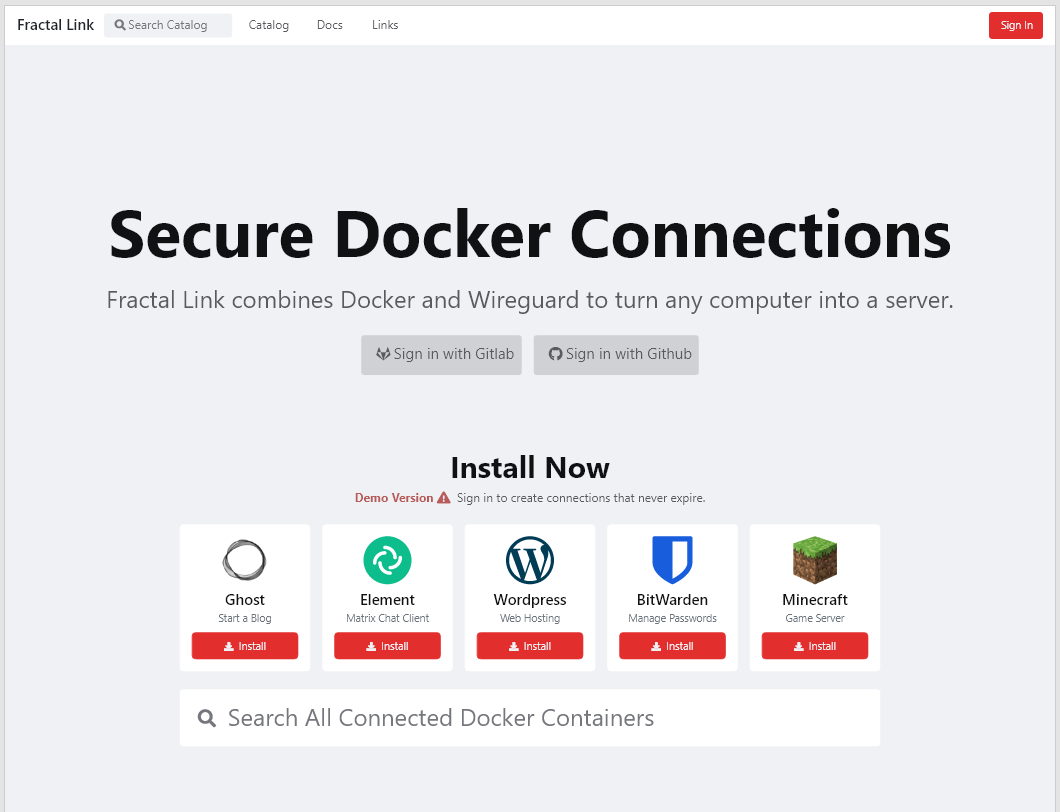 Fractal Link Search Catalog Catalog Docs Links Sign In
Secure Docker Connections
Fractal Link combines Docker and Wireguard to turn any computer into a server.
Sign in with Gitlab Sign in with Github
Install Now
Demo Version Sign in to create connections that never expire.
Ghost Element Wordpress BitWarden Minecraft
Start a Blog Matrix Chat Client Web Hosting Manage Passwords Game Server
Install Install Install Install Install
Search All Connected Docker Containers